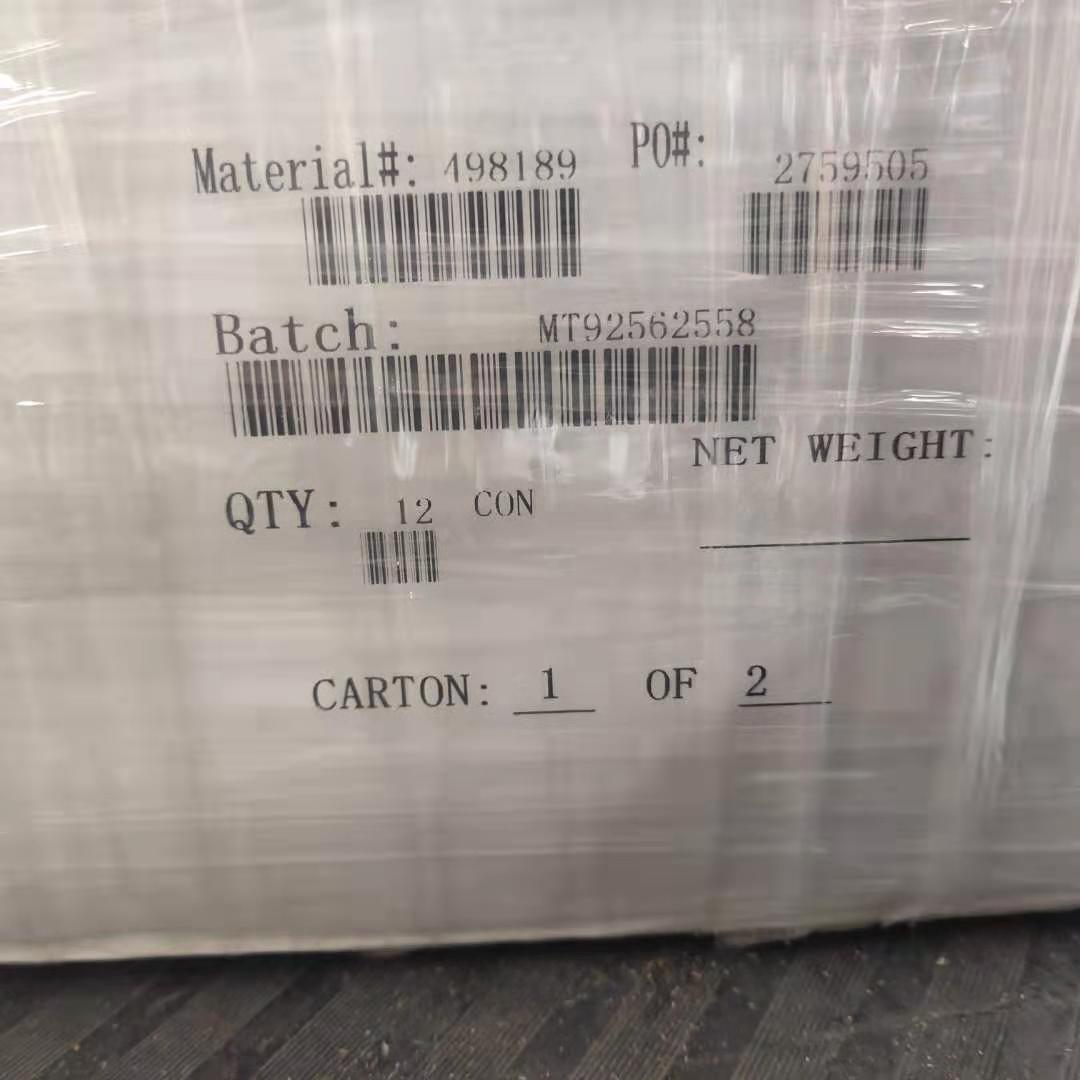 Material#: 498189 PO#: 2759505
Batch: MT92562558
NET WEIGHT:
QTY: 12 CON
CARTON: 1 OF 2